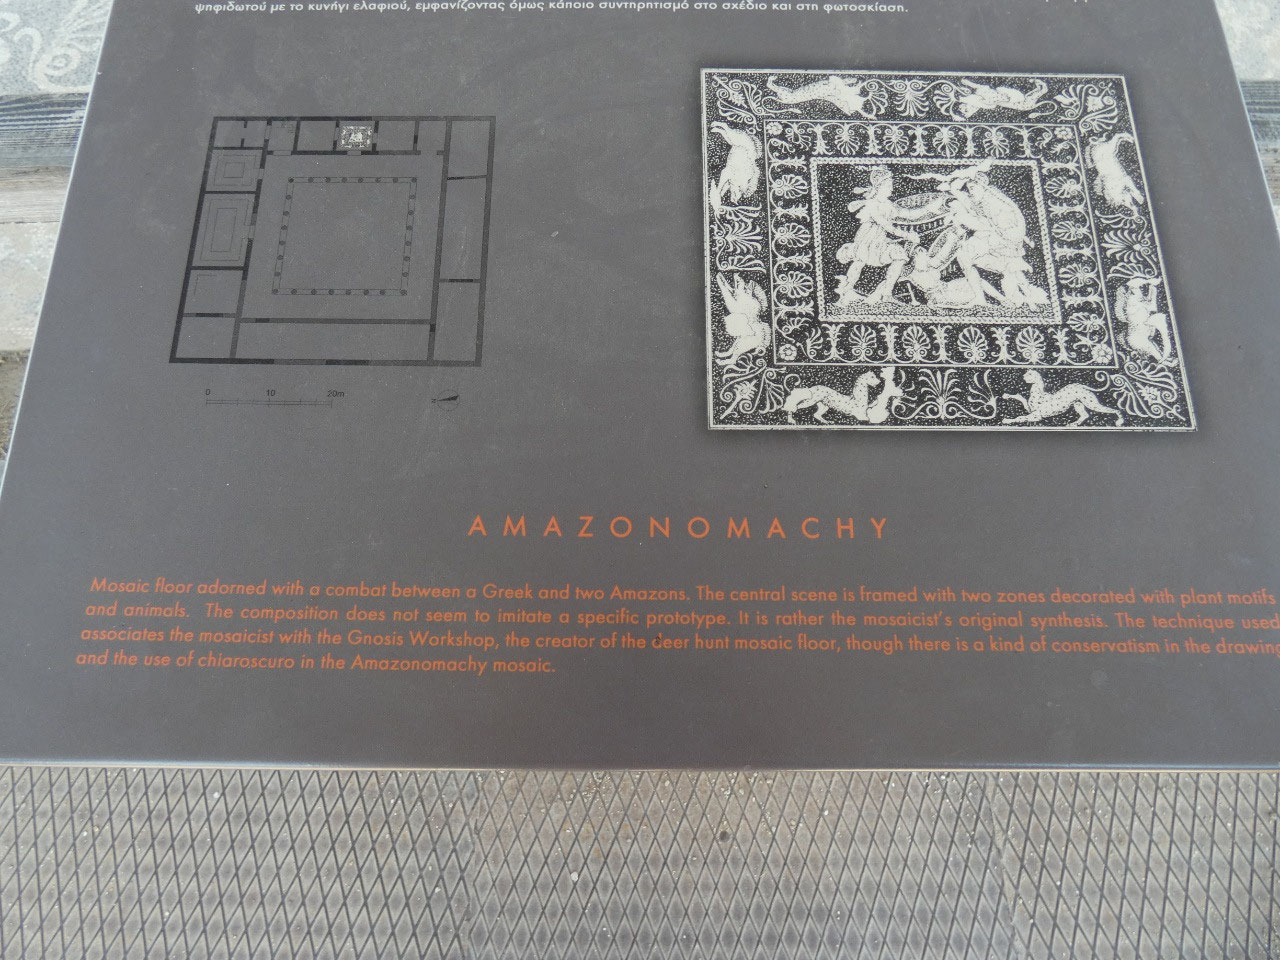 ψηφιδωτού με το κυνήγι ελαφιού, εμφανίζοντας όμως κάποιο συντηρητισμό στο σχέδιο και στη φωτοσκίαση.
0 10 20m
AMAZONOMACHY
Mosaic floor adorned with a combat between a Greek and two Amazons. The central scene is framed with two zones decorated with plant motifs
and animals. The composition does not seem to imitate a specific prototype. It is rather the mosaicist's original synthesis. The technique used
associates the mosaicist with the Gnosis Workshop, the creator of the deer hunt mosaic floor, though there is a kind of conservatism in the drawing
and the use of chiaroscuro in the Amazonomachy mosaic.